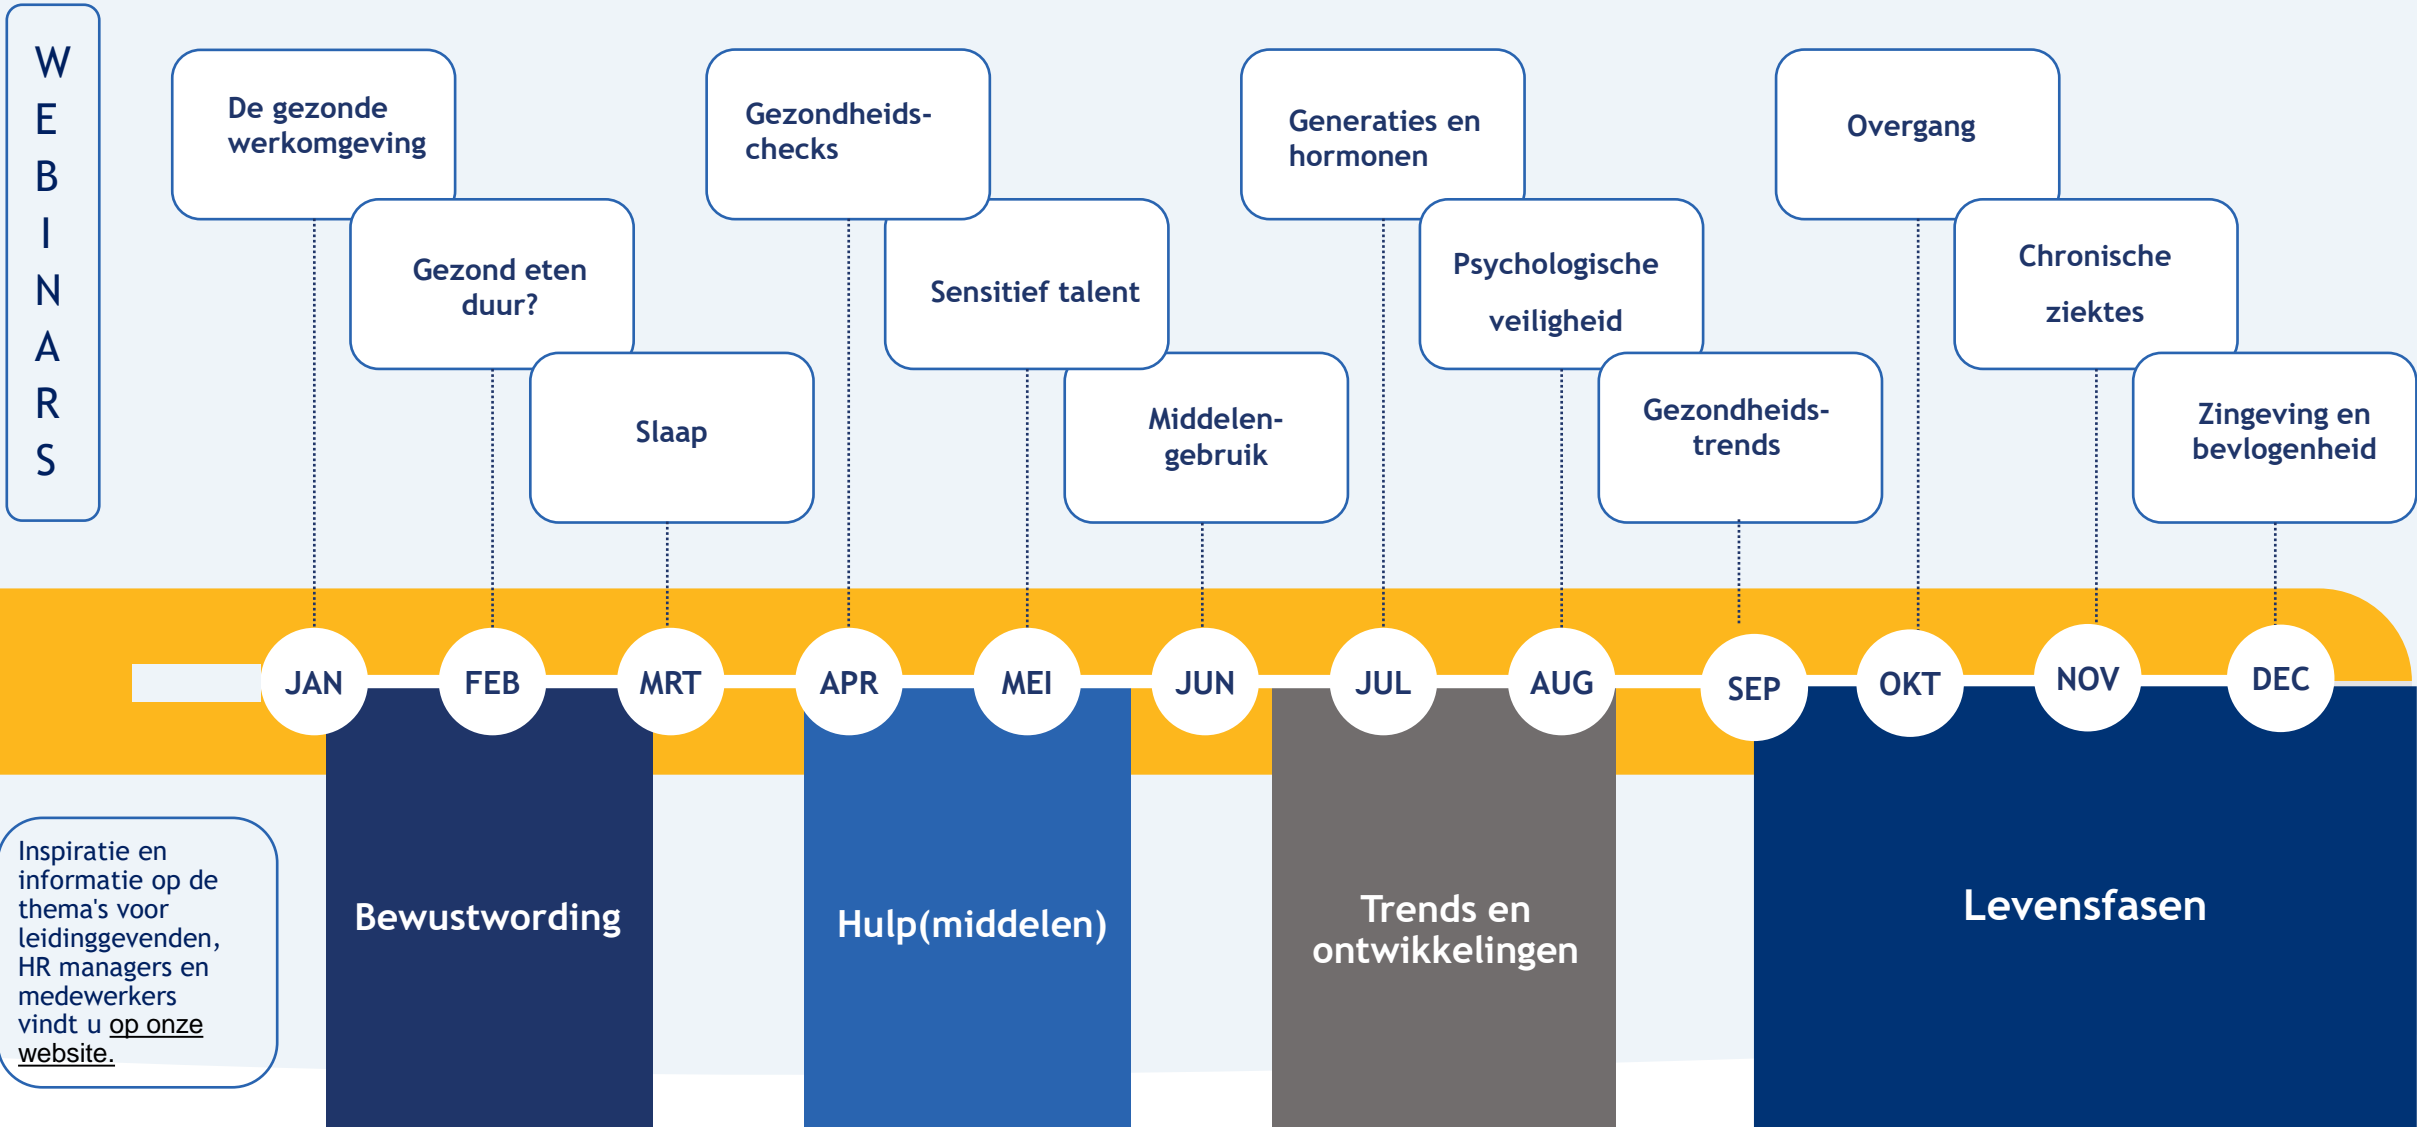 WEBINARS
De gezonde
werkomgeving
Gezond eten
duur?
Slaap
Gezondheids-
checks
Sensitief talent
Middelen-
gebruik
Generaties en
hormonen
Psychologische
veiligheid
Gezondheids-
trends
Overgang
Chronische
ziektes
Zingeving en
bevlogenheid
JAN
FEB
MRT
APR
MEI
JUN
JUL
AUG
SEP
OKT
NOV
DEC
Inspiratie en
informatie op de
thema's voor
leidinggevenden,
HR managers en
medewerkers
vindt u op onze
website.
Bewustwording
Hulp(middelen)
Trends en
ontwikkelingen
Levensfasen